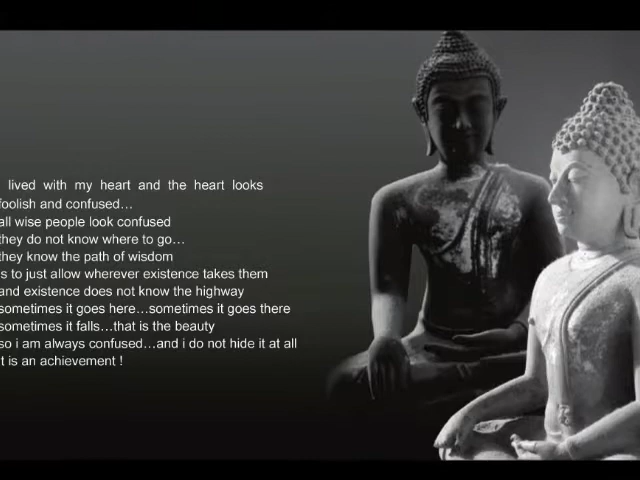 lived with my heart and the heart looks
foolish and confused…
all wise people look confused
they do not know where to go…
they know the path of wisdom
is to just allow wherever existence takes them
and existence does not know the highway
sometimes it goes here…sometimes it goes there
sometimes it falls…that is the beauty
so i am always confused…and i do not hide it at all
t is an achievement !